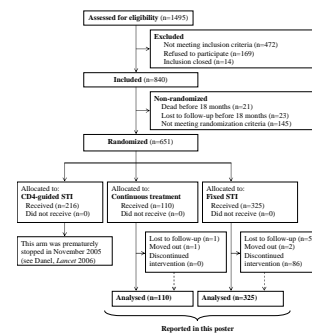 Assessed for eligibility (n=1495)
Excluded
Not meeting inclusion criteria (n=472)
Refused to participate (n=169)
Inclusion closed (n=14)
Included (n=840)
Non-randomized
Dead before 18 months (n=21)
Lost to follow-up before 18 months (n=23)
Not meeting randomization criteria (n=145)
Randomized (n=651)
Allocated to:
CD4-guided STI
Received (n=216)
Did not receive (n=0)
Allocated to:
Continuous treatment
Received (n=110)
Did not receive (n=0)
Allocated to:
Fixed STI
Received (n=325)
Did not receive (n=0)
This arm was prematurely
stopped in November 2005
(see Danel, Lancet 2006)
Lost to follow-up (n=1)
Moved out (n=1)
Discontinued
intervention (n=0)
Lost to follow-up (n=5
Moved out (n=2)
Discontinued
intervention (n=86)
Analysed (n=110)
Analysed (n=325)
Reported in this poster